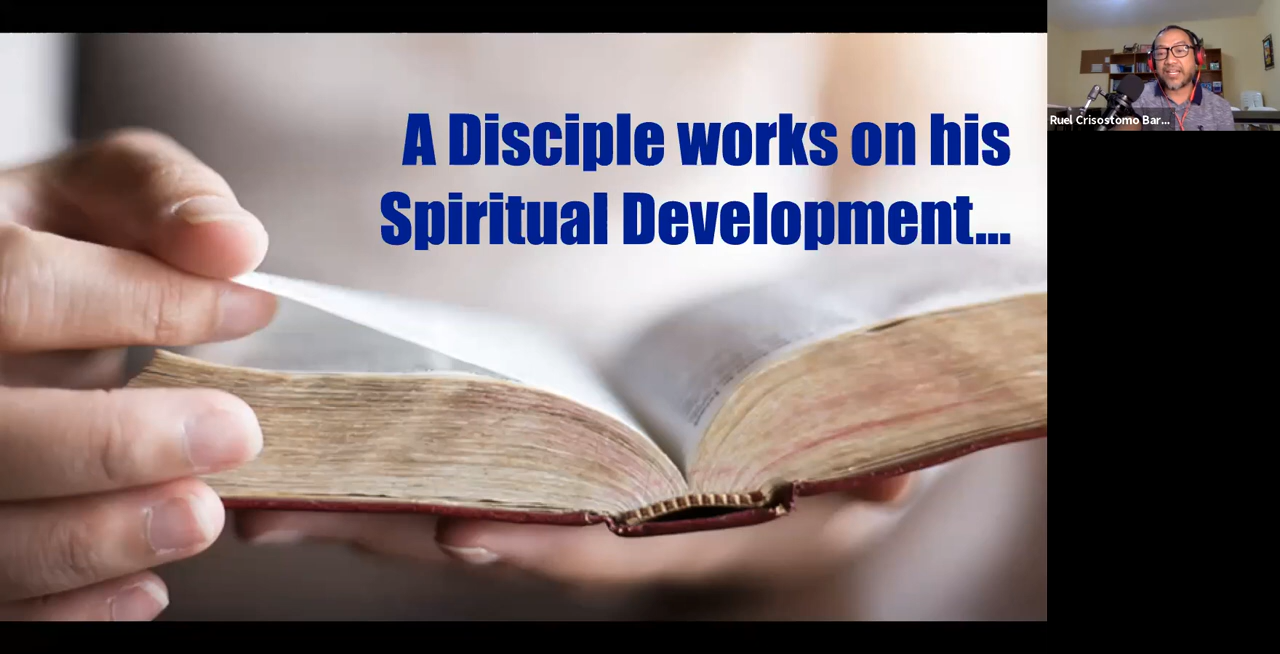 A Disciple works on his
Spiritual Development...
Ruel Crisostomo Bar...